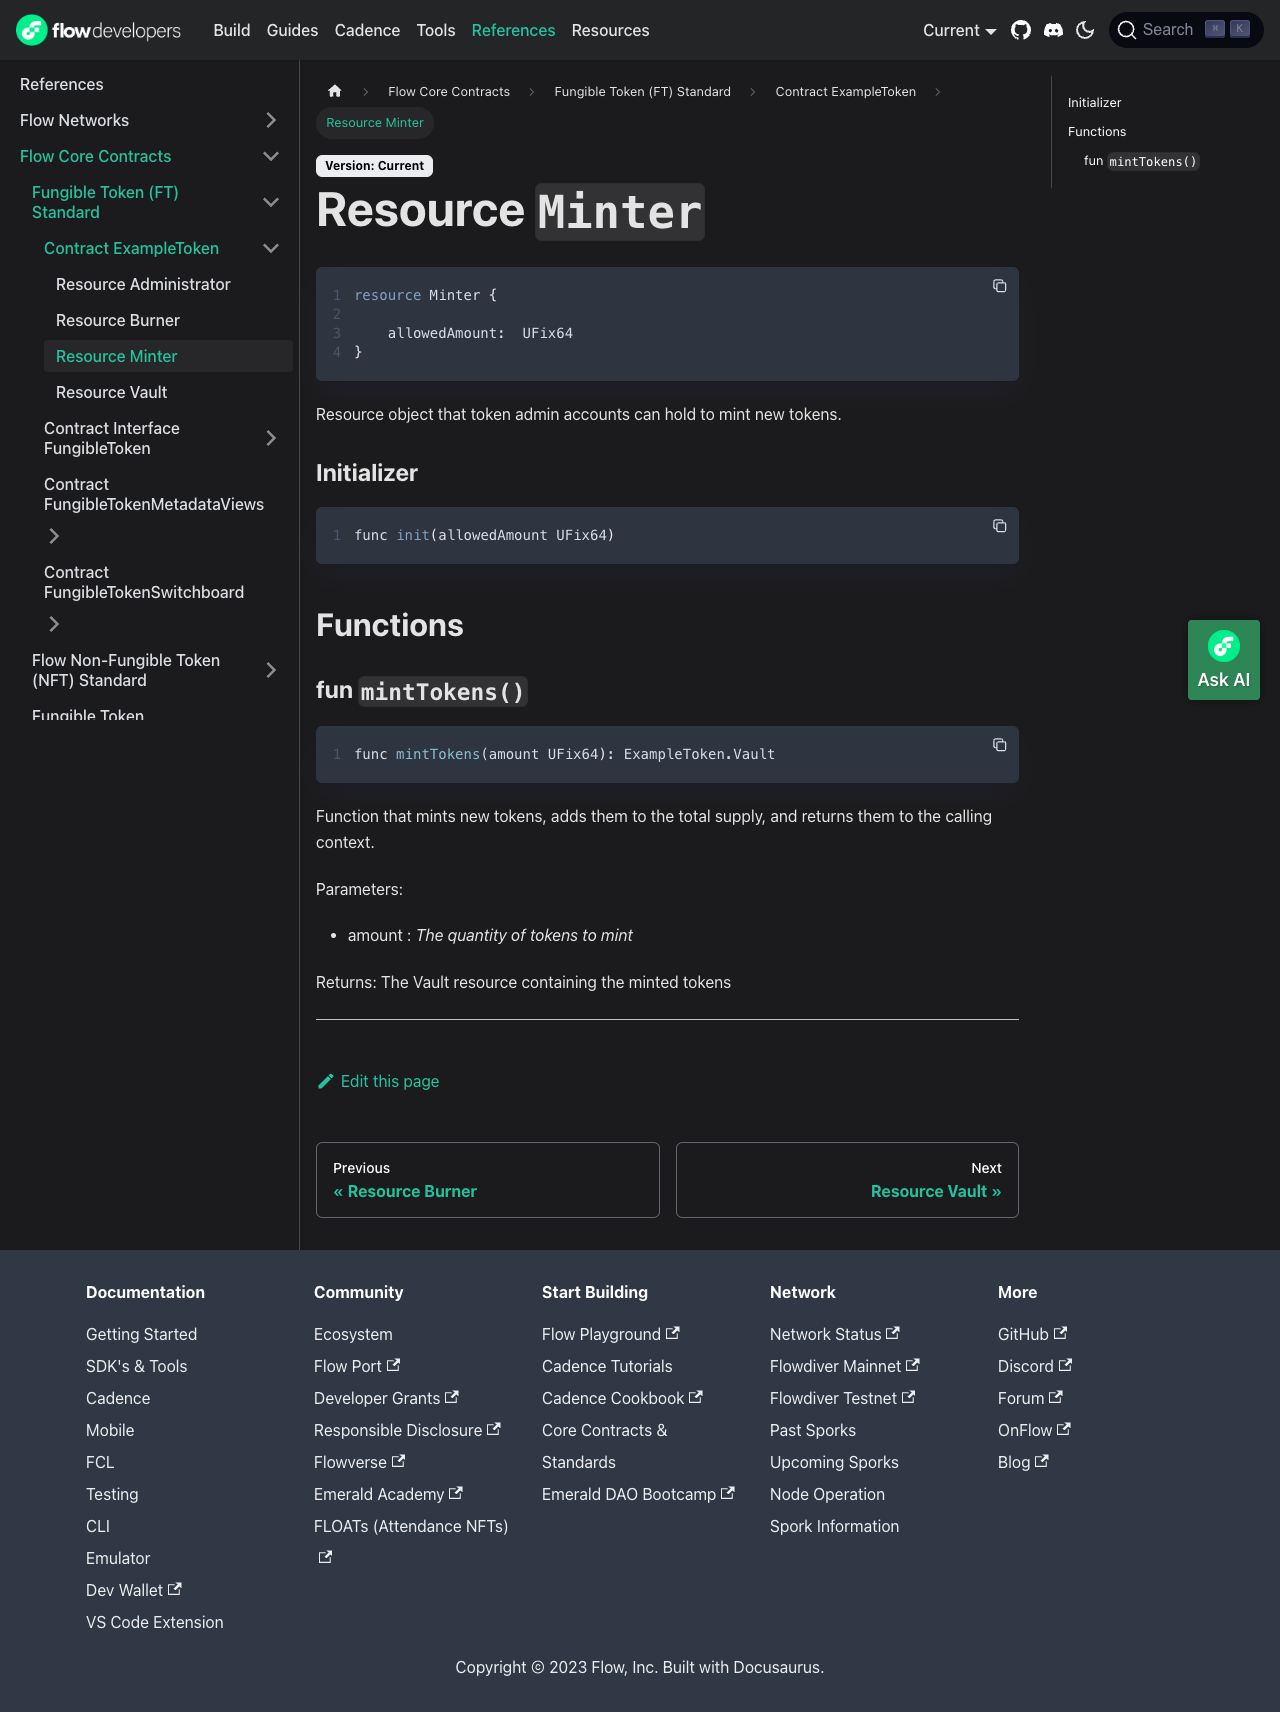 flowdevelopers
Build Guides Cadence Tools References Resources
Current
Search ⌘ K
References
Flow Networks
Flow Core Contracts
Fungible Token (FT)
Standard
Contract ExampleToken
Resource Administrator
Resource Burner
Resource Minter
Resource Vault
Contract Interface
FungibleToken
Contract
FungibleTokenMetadataViews
Contract
FungibleTokenSwitchboard
Flow Non-Fungible Token
(NFT) Standard
Fungible Token
Flow Core Contracts
Fungible Token (FT) Standard
Contract ExampleToken
Resource Minter
Version: Current
Resource Minter
1 resource Minter {
2
3 allowedAmount:  UFix64
4 }
Resource object that token admin accounts can hold to mint new tokens.
Initializer
1 func init(allowedAmount UFix64)
Functions
fun mintTokens()
1 func mintTokens(amount UFix64): ExampleToken.Vault
Function that mints new tokens, adds them to the total supply, and returns them to the calling
context.
Parameters:
• amount : The quantity of tokens to mint
Returns: The Vault resource containing the minted tokens
Edit this page
Previous
« Resource Burner
Next
Resource Vault »
Initializer
Functions
fun mintTokens()
Ask AI
Documentation
Getting Started
SDK's & Tools
Cadence
Mobile
FCL
Testing
CLI
Emulator
Dev Wallet
VS Code Extension
Community
Ecosystem
Flow Port
Developer Grants
Responsible Disclosure
Flowverse
Emerald Academy
FLOATs (Attendance NFTs)
Start Building
Flow Playground
Cadence Tutorials
Cadence Cookbook
Core Contracts &
Standards
Emerald DAO Bootcamp
Network
Network Status
Flowdiver Mainnet
Flowdiver Testnet
Past Sporks
Upcoming Sporks
Node Operation
Spork Information
More
GitHub
Discord
Forum
OnFlow
Blog
Copyright © 2023 Flow, Inc. Built with Docusaurus.